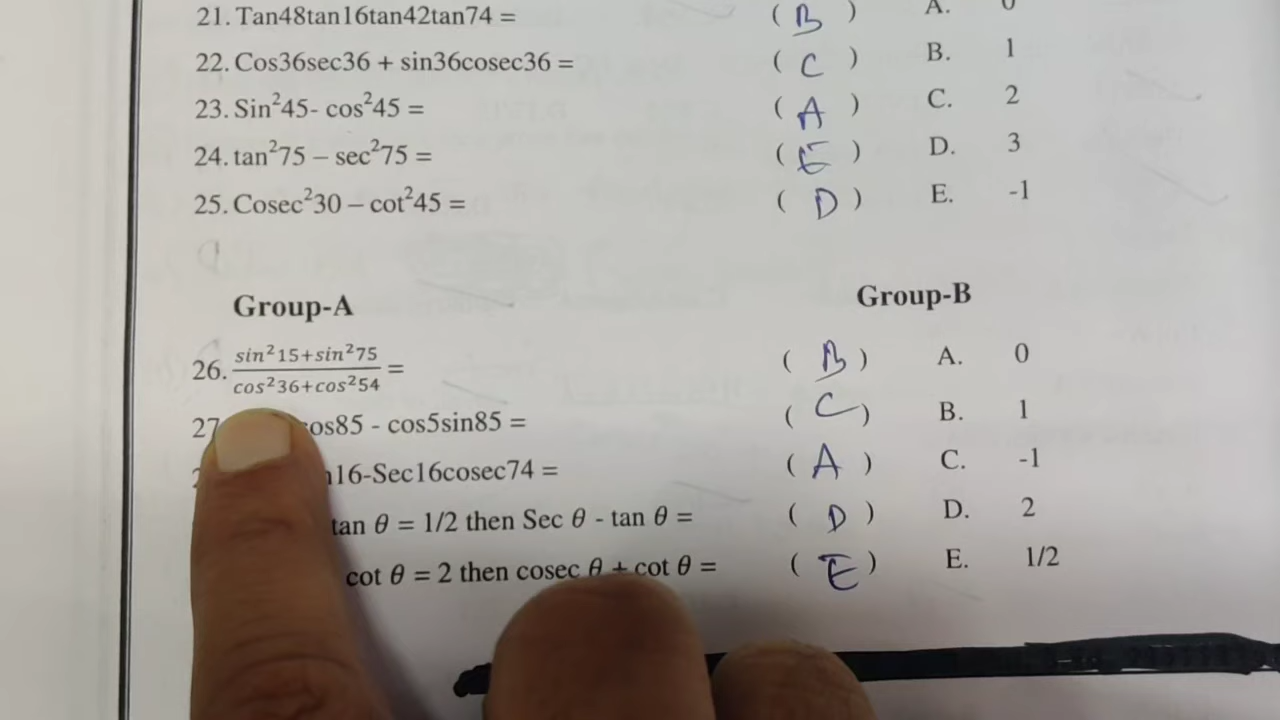 21. Tan48tan16tan42tan74 = ( B ) A. 0
22. Cos36sec36 + sin36cosec36 = ( C ) B. 1
23. Sin²45- cos²45 = ( A ) C. 2
24. tan²75 – sec²75 = ( E ) D. 3
25. Cosec²30 – cot²45 = ( D ) E. -1
Group-A Group-B
26. sin²15+sin²75 / cos²36+cos²54 = ( B ) A. 0
27 cos85 - cos5sin85 = ( C ) B. 1
16-Sec16cosec74 = ( A ) C. -1
tan θ = 1/2 then Sec θ - tan θ = ( D ) D. 2
cot θ = 2 then cosec θ + cot θ = ( E ) E. 1/2